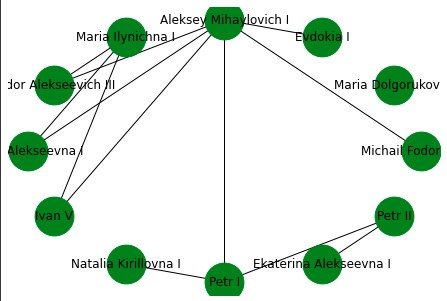 Aleksey Mihaylovich I
Maria Ilynichna I
Evdokia I
dor Alekseevich III
Maria Dolgorukov
Alekseevna I
Michail Fodor
Ivan V
Petr II
Natalia Kirillovna I
Ekaterina Alekseevna I
Petr I